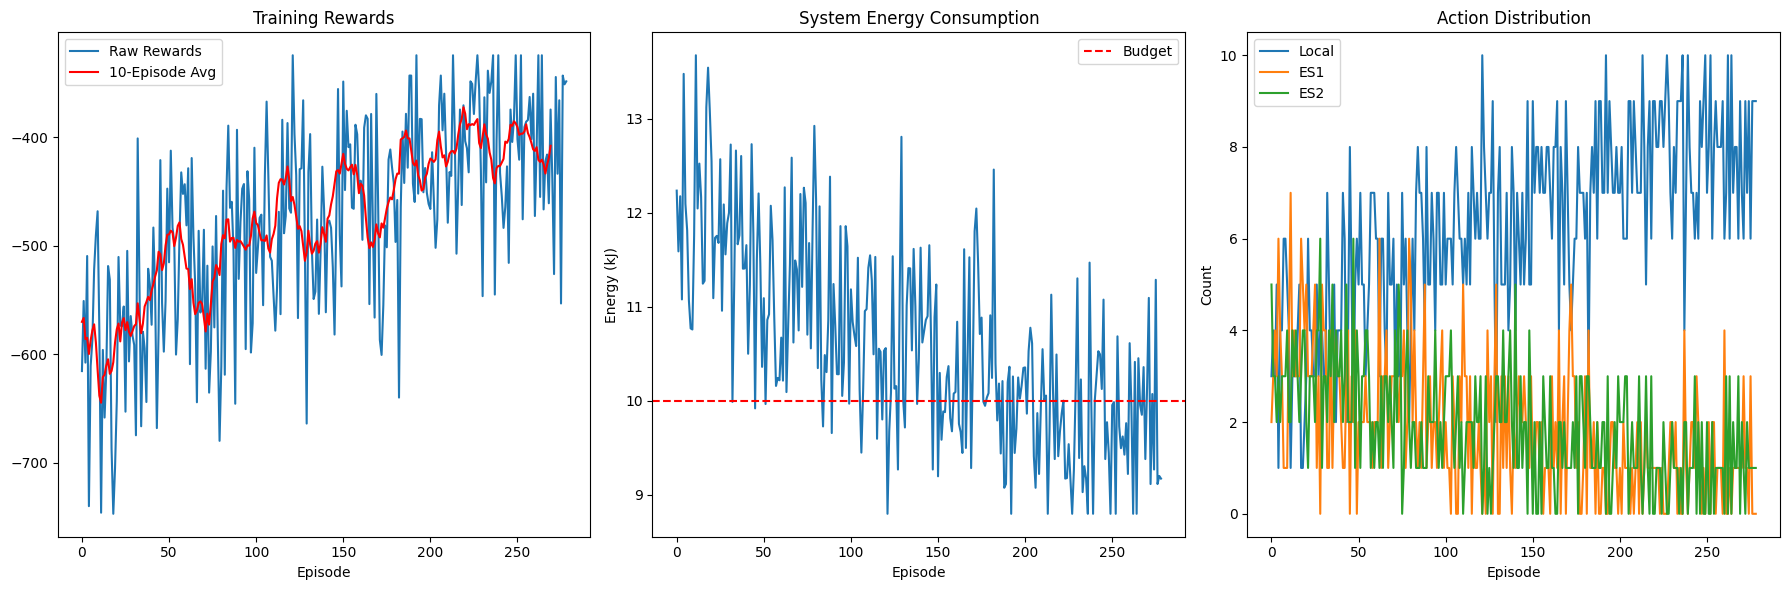 Training Rewards
Raw Rewards
10-Episode Avg
−400
−500
−600
−700
0
50
100
150
200
250
Episode
System Energy Consumption
Budget
Energy (kJ)
13
12
11
10
9
0
50
100
150
200
250
Episode
Action Distribution
Local
ES1
ES2
Count
10
8
6
4
2
0
0
50
100
150
200
250
Episode